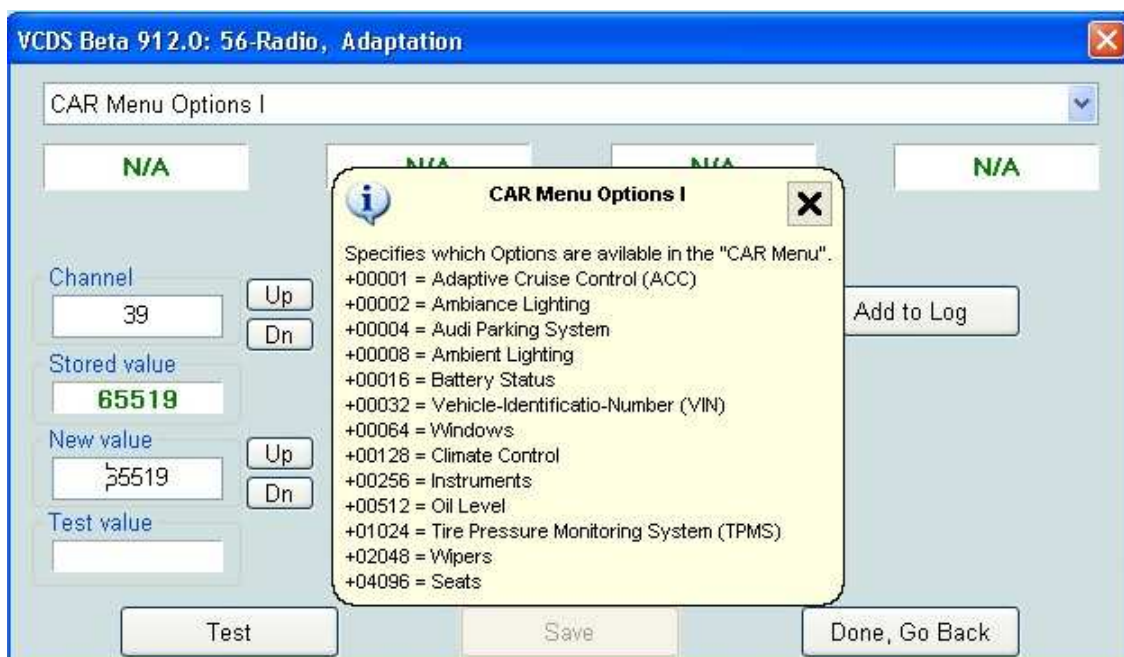 VCDS Beta 912.0: 56-Radio, Adaptation
CAR Menu Options I
N/A
N/A
N/A
N/A
CAR Menu Options I
Specifies which Options are avilable in the "CAR Menu".
+00001 = Adaptive Cruise Control (ACC)
+00002 = Ambiance Lighting
+00004 = Audi Parking System
+00008 = Ambient Lighting
+00016 = Battery Status
+00032 = Vehicle-Identificatio-Number (VIN)
+00064 = Windows
+00128 = Climate Control
+00256 = Instruments
+00512 = Oil Level
+01024 = Tire Pressure Monitoring System (TPMS)
+02048 = Wipers
+04096 = Seats
Channel
39
Up
Dn
Stored value
65519
New value
65519
Up
Dn
Test value
Add to Log
Test
Save
Done, Go Back